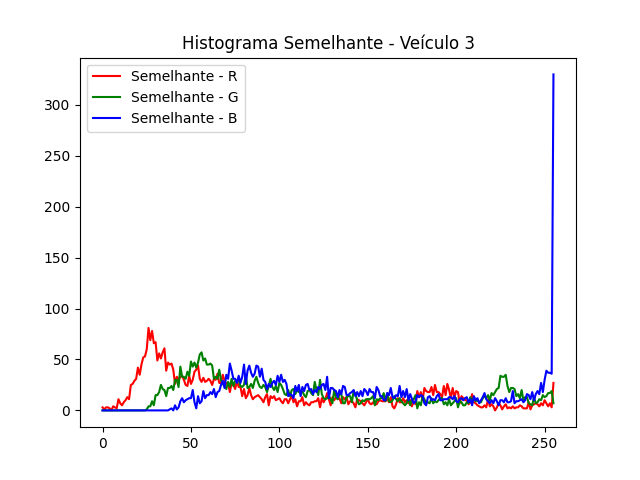 Histograma Semelhante - Veículo 3
Semelhante - R
Semelhante - G
Semelhante - B
300
250
200
150
100
50
0
0 50 100 150 200 250